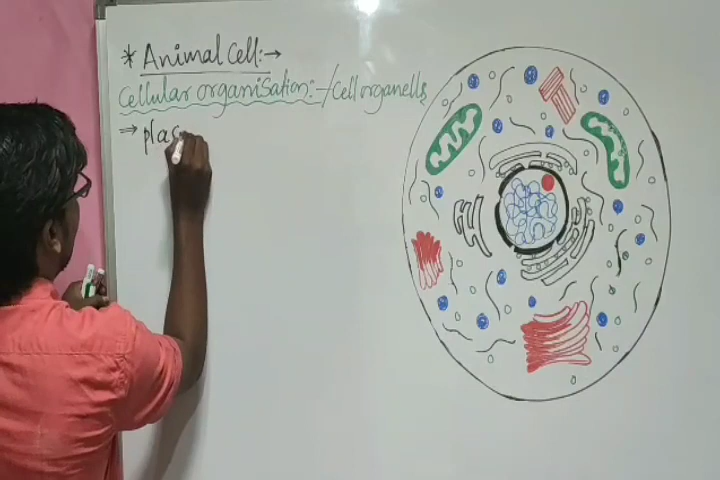 * Animal Cell:→
Cellular organisation:-/Cell organells
⇒ plas